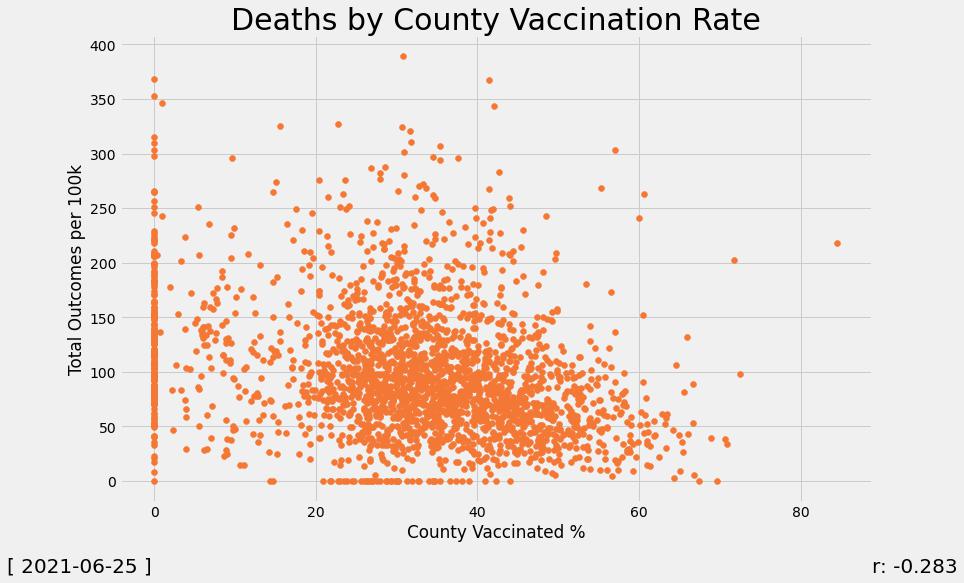 Deaths by County Vaccination Rate
400
350
300
250
200
150
100
50
0
Total Outcomes per 100k
0 20 40 60 80
County Vaccinated %
[ 2021-06-25 ]
r: -0.283